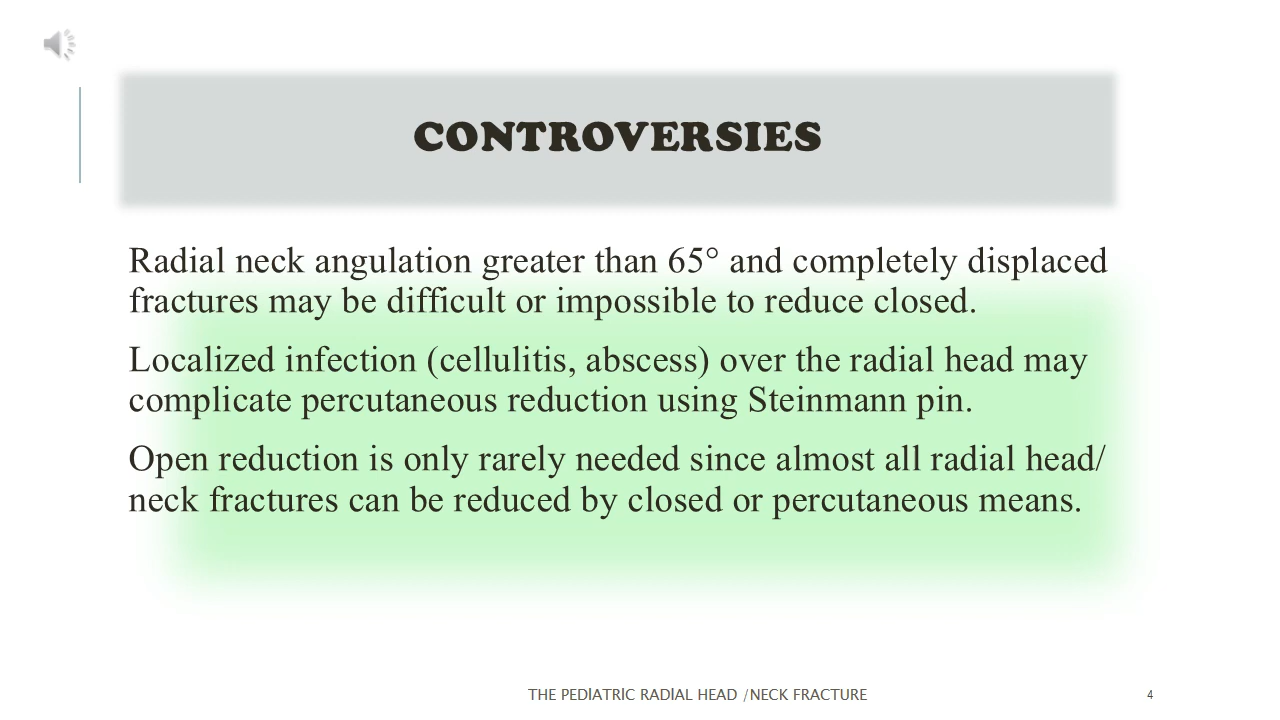 CONTROVERSIES
Radial neck angulation greater than 65° and completely displaced
fractures may be difficult or impossible to reduce closed.
Localized infection (cellulitis, abscess) over the radial head may
complicate percutaneous reduction using Steinmann pin.
Open reduction is only rarely needed since almost all radial head/
neck fractures can be reduced by closed or percutaneous means.
THE PEDIATRIC RADIAL HEAD /NECK FRACTURE
4